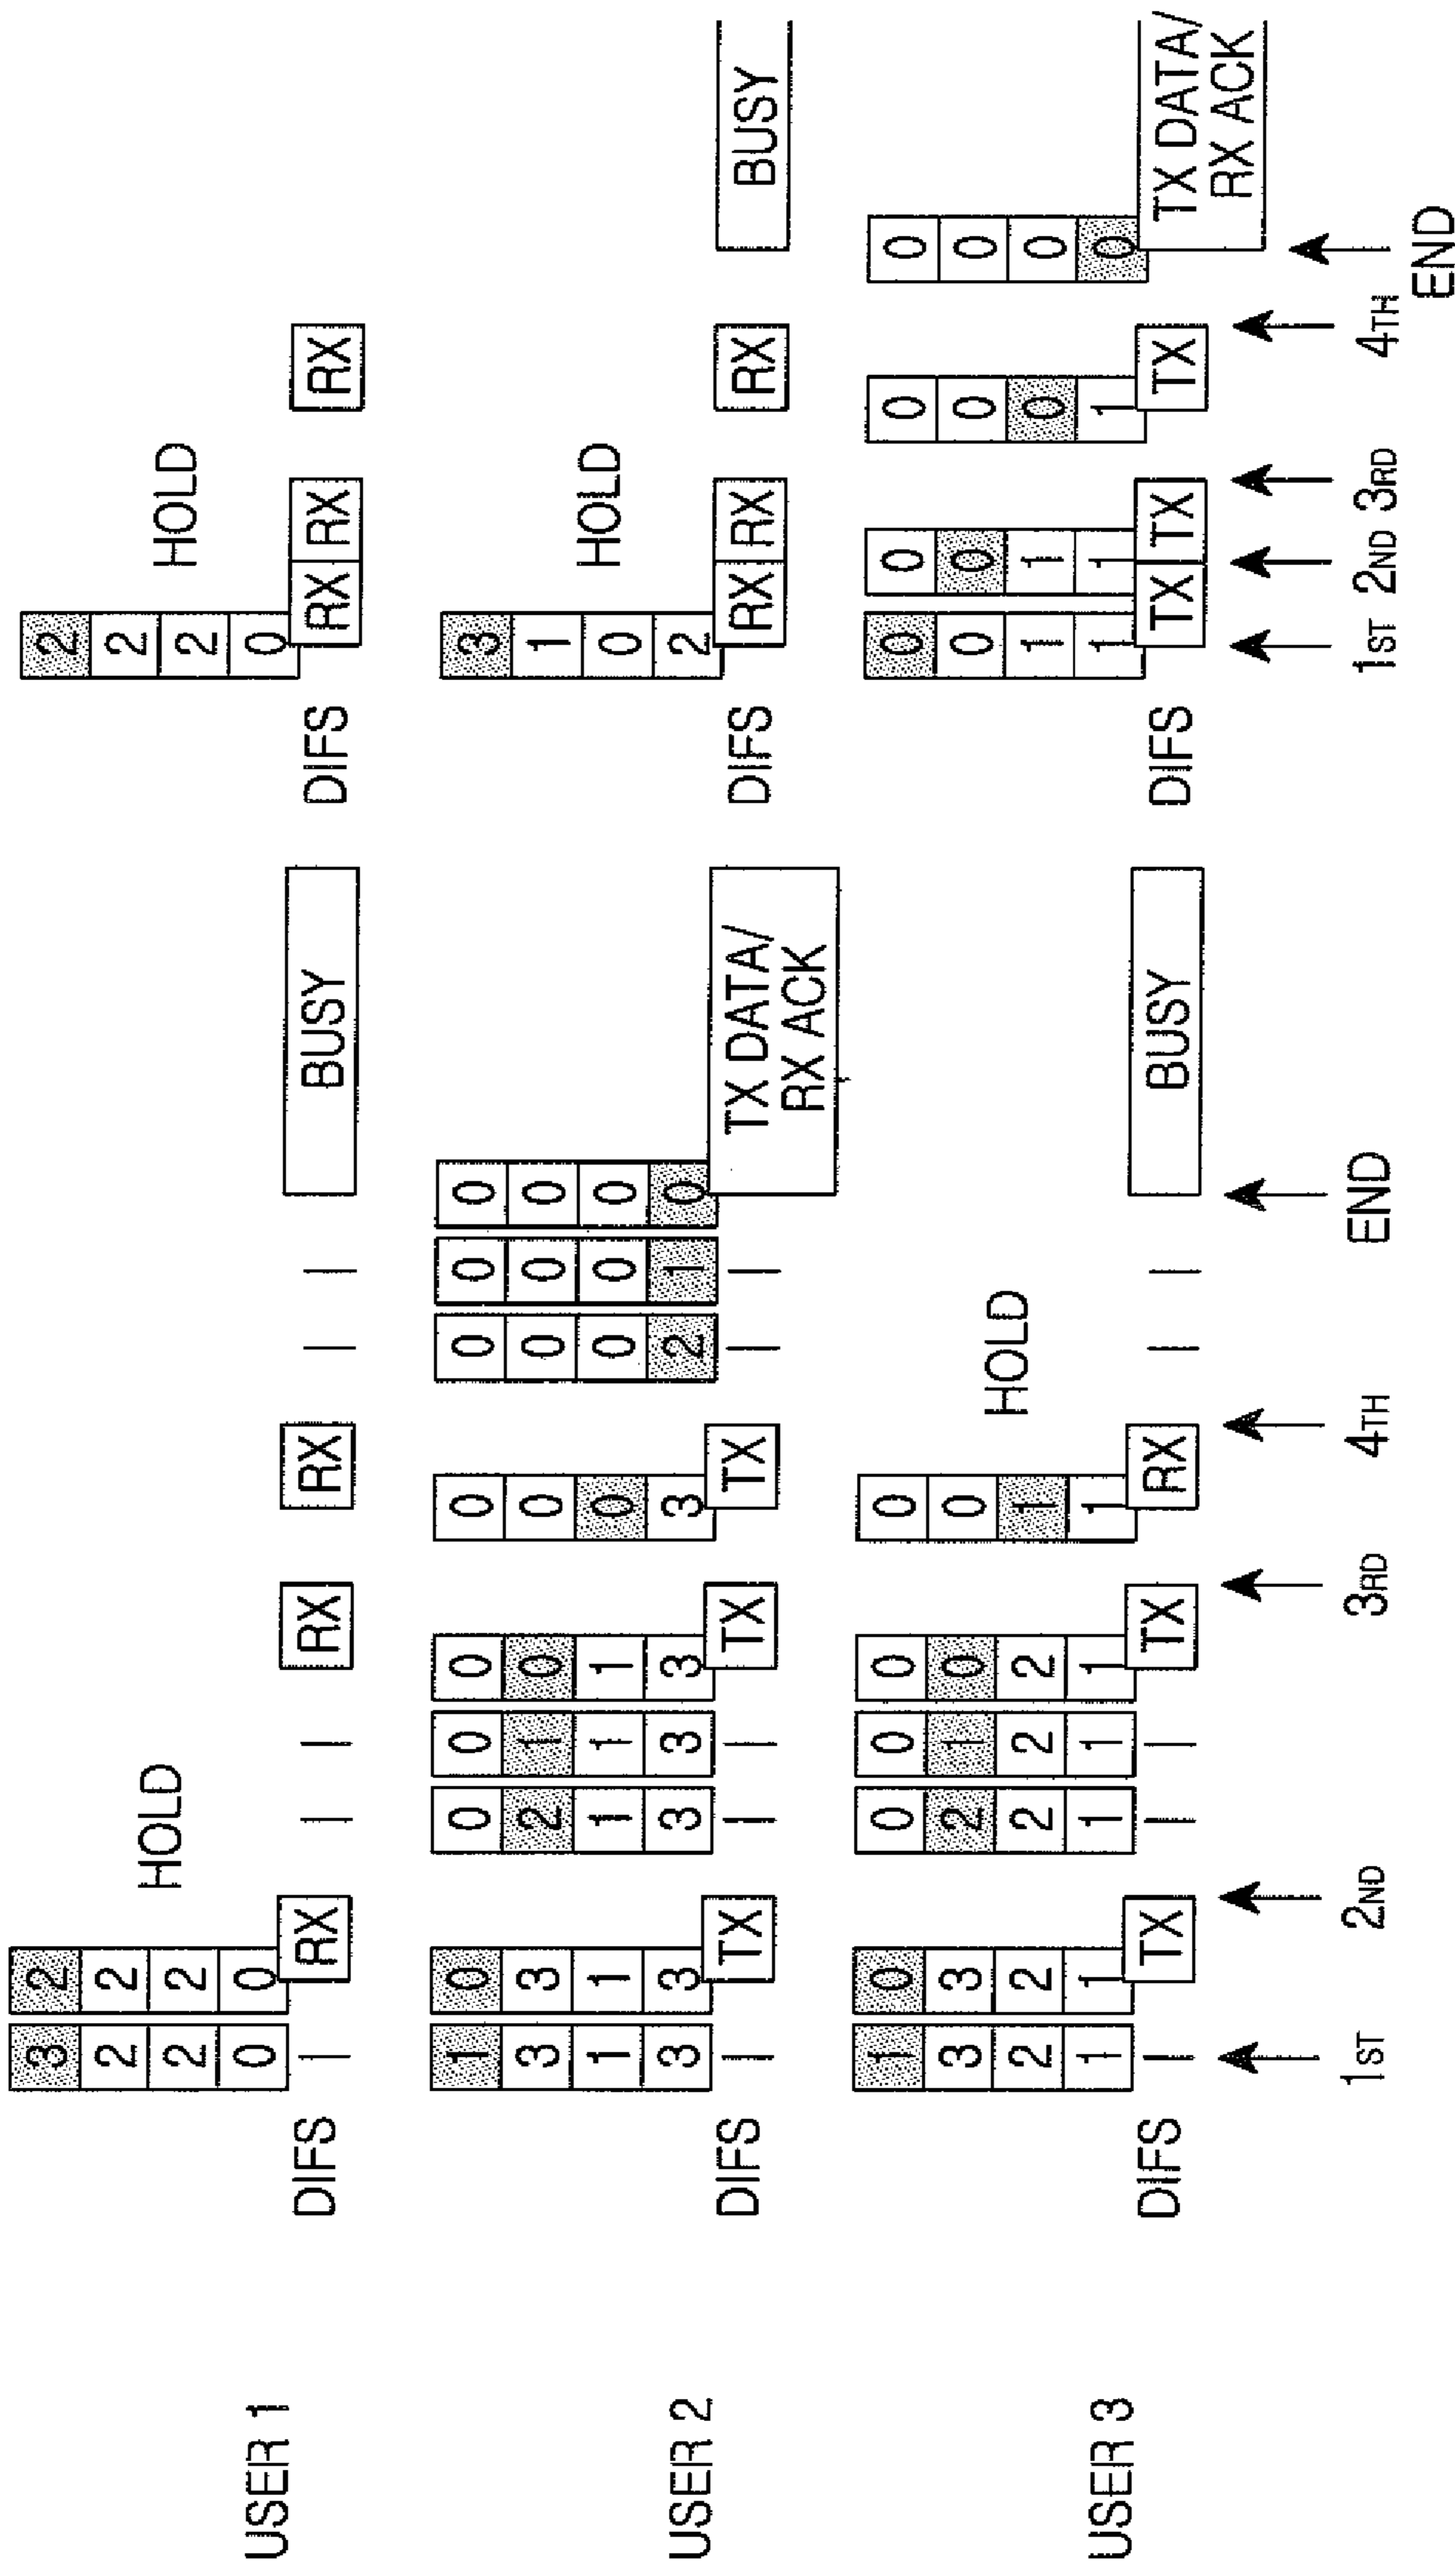 3 2 2
HOLD HOLD
2 2 2
2 2 2
0 0 0
USER 1
DIFS | RX | | RX RX | | BUSY DIFS RX RX RX
1 0 0 0 0 0 0 0 0 3
HOLD
3 3 2 1 0 0 0 0 0 1
1 1 1 1 1 0 0 0 0 0
3 3 3 3 3 3 2 1 0 2
USER 2
DIFS | TX | | TX TX | | TX DATA/ DIFS RX RX RX BUSY
RX ACK
1 0 0 0 0 0 0 0 0 0
3 3 2 1 0 0 0 0 0 0
HOLD
2 2 2 2 2 1 1 1 0 0
1 1 1 1 1 1 1 1 1 0
USER 3
DIFS | TX | | TX RX | | BUSY DIFS TX TX TX TX DATA/
RX ACK
1ST 2ND 3RD 4TH END 1ST 2ND 3RD 4TH END